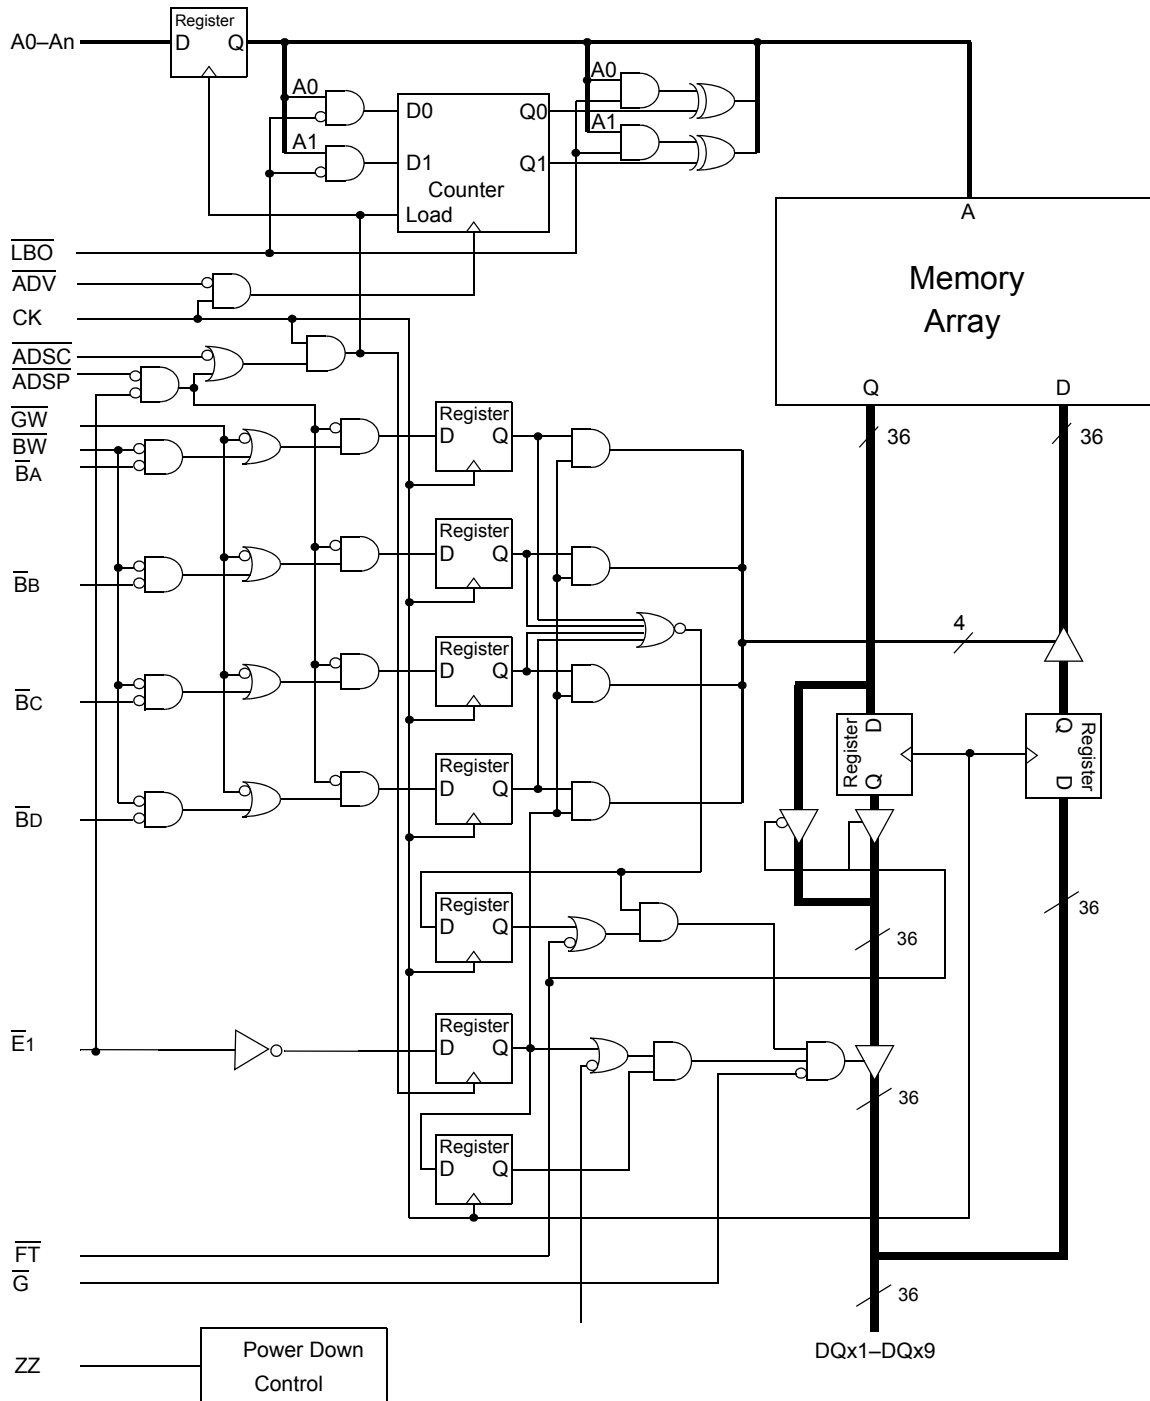 Register
A0–An
D Q
A0
A0
D0
Q0
A1
A1
D1
Q1
Counter
Load
A
LBO
ADV
Memory
Array
CK
ADSC
ADSP
Q D
GW
Register
BW
D Q
36
36
BA
Register
D Q
BB
4
Register
D Q
BC
Register
D
Q
Register
Q
D
Register
D Q
BD
Register
D Q
36
36
Register
D Q
E1
36
Register
D Q
FT
G
36
Power Down
Control
ZZ
DQx1–DQx9